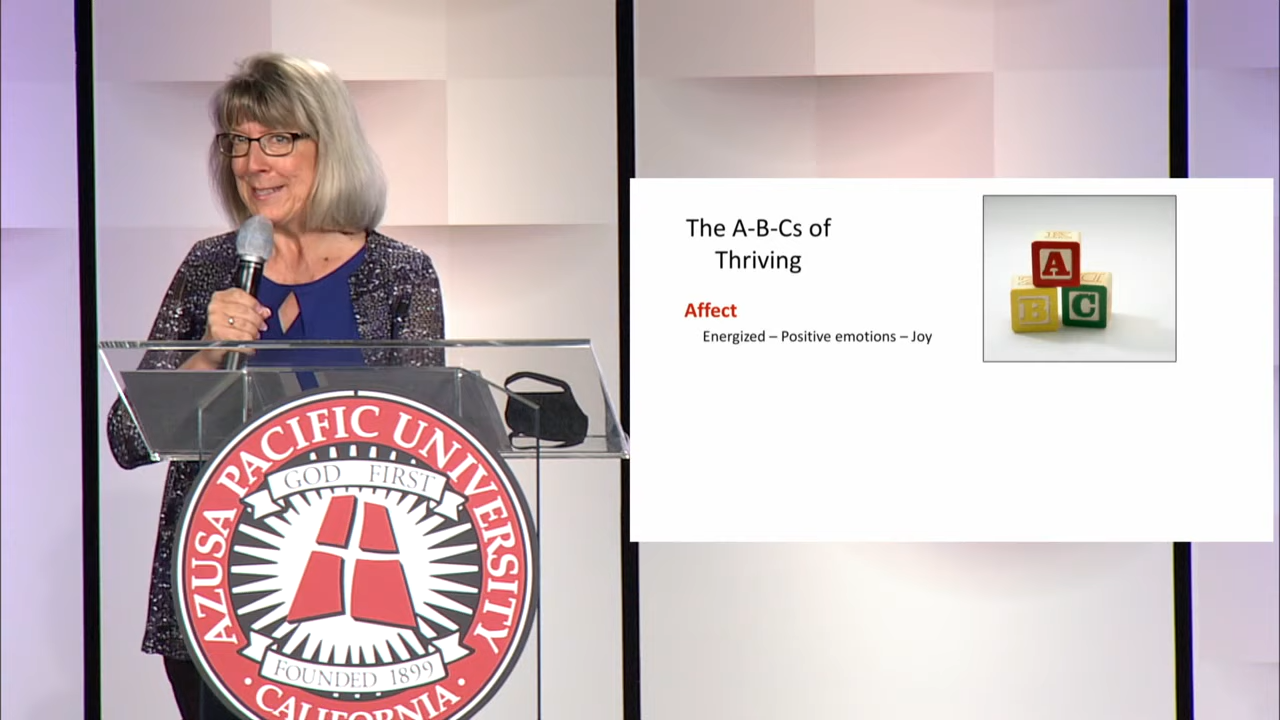 The A-B-Cs of
Thriving
Affect
Energized – Positive emotions – Joy
A
B
C
AZUSA PACIFIC UNIVERSITY
GOD FIRST
FOUNDED 1899
· CALIFORNIA ·